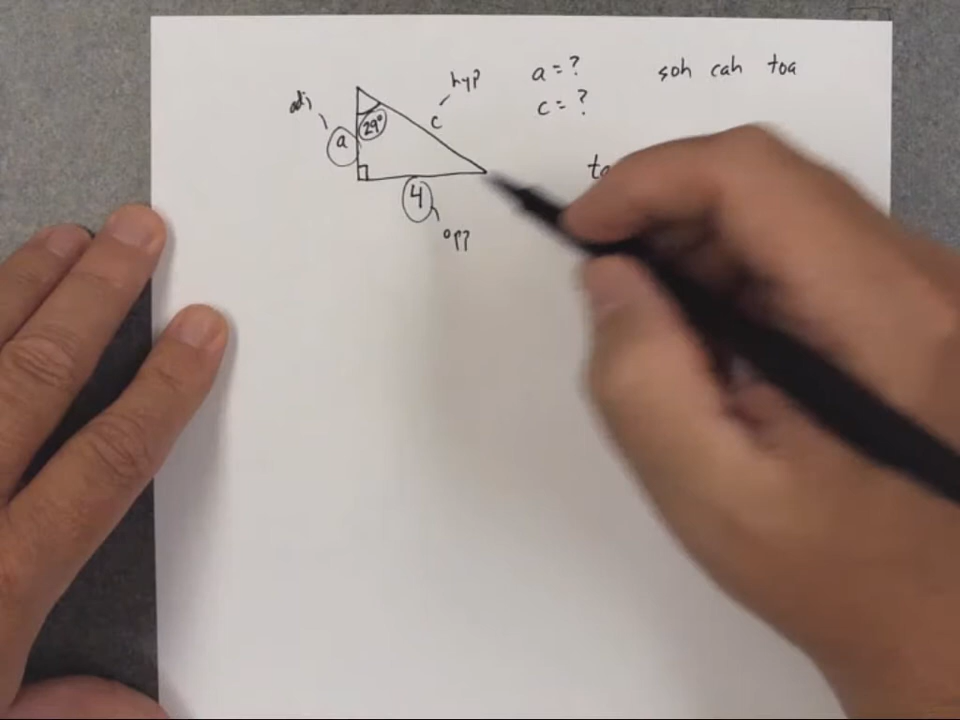 hyp
a = ?
soh cah toa
adj
c
c = ?
29°
a
4
opp